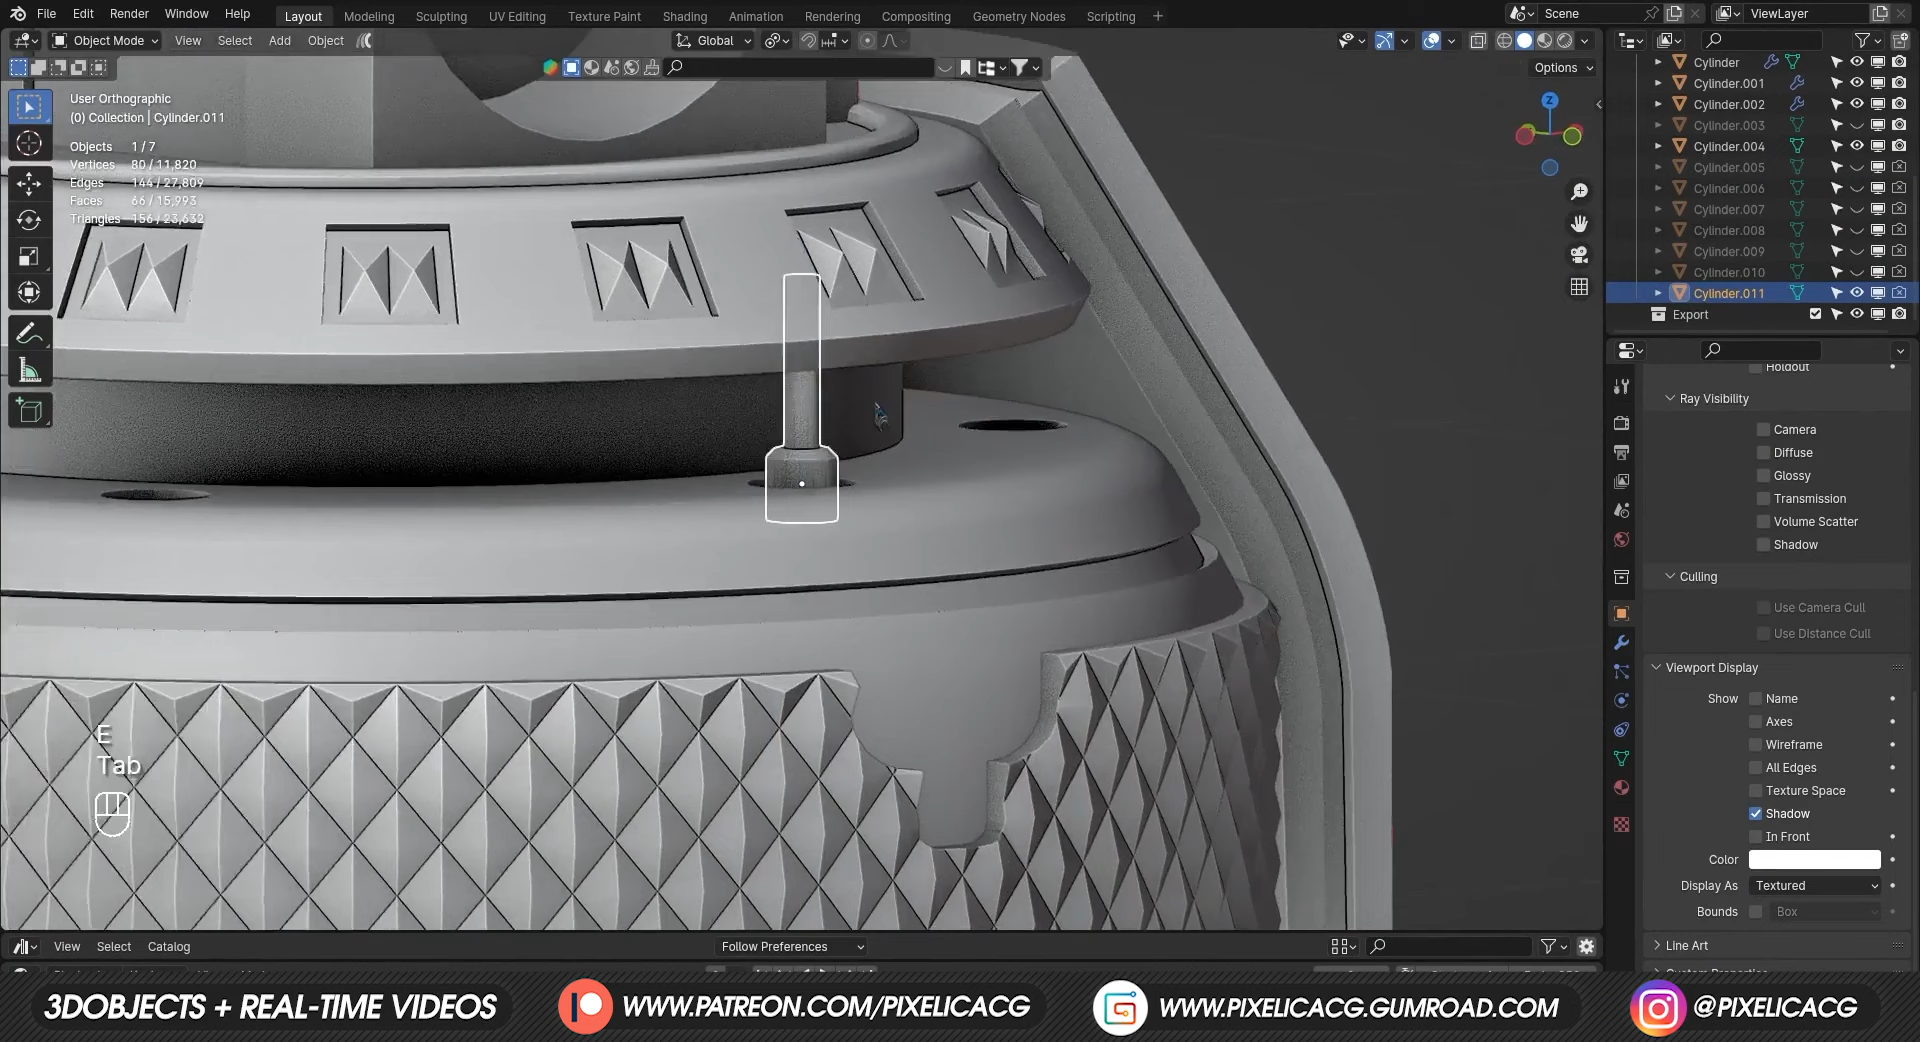 File Edit Render Window Help Layout Modeling Sculpting UV Editing Texture Paint Shading Animation Rendering Compositing Geometry Nodes Scripting + Scene ViewLayer
Object Mode View Select Add Object Global
Options
User Orthographic
(0) Collection | Cylinder.011
Objects 1 / 7
Vertices 80 / 11,820
Edges 144 / 27,809
Faces 66 / 15,993
Triangles 156 / 23,632
Z
E
Tab
Cylinder
Cylinder.001
Cylinder.002
Cylinder.003
Cylinder.004
Cylinder.005
Cylinder.006
Cylinder.007
Cylinder.008
Cylinder.009
Cylinder.010
Cylinder.011
Export
Holdout
Ray Visibility
Camera
Diffuse
Glossy
Transmission
Volume Scatter
Shadow
Culling
Use Camera Cull
Use Distance Cull
Viewport Display
Show Name
Axes
Wireframe
All Edges
Texture Space
Shadow
In Front
Color
Display As Textured
Bounds Box
Line Art
View Select Catalog Follow Preferences
3DOBJECTS + REAL-TIME VIDEOS WWW.PATREON.COM/PIXELICACG WWW.PIXELICACG.GUMROAD.COM @PIXELICACG